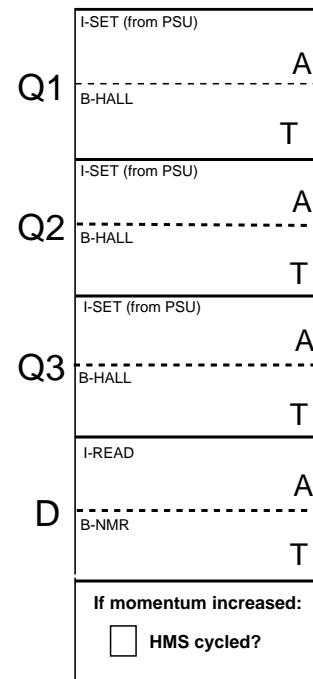 I-SET (from PSU)
A
Q1
B-HALL
T
I-SET (from PSU)
A
Q2
B-HALL
T
I-SET (from PSU)
A
Q3
B-HALL
T
I-READ
A
D
B-NMR
T
If momentum increased:
HMS cycled?